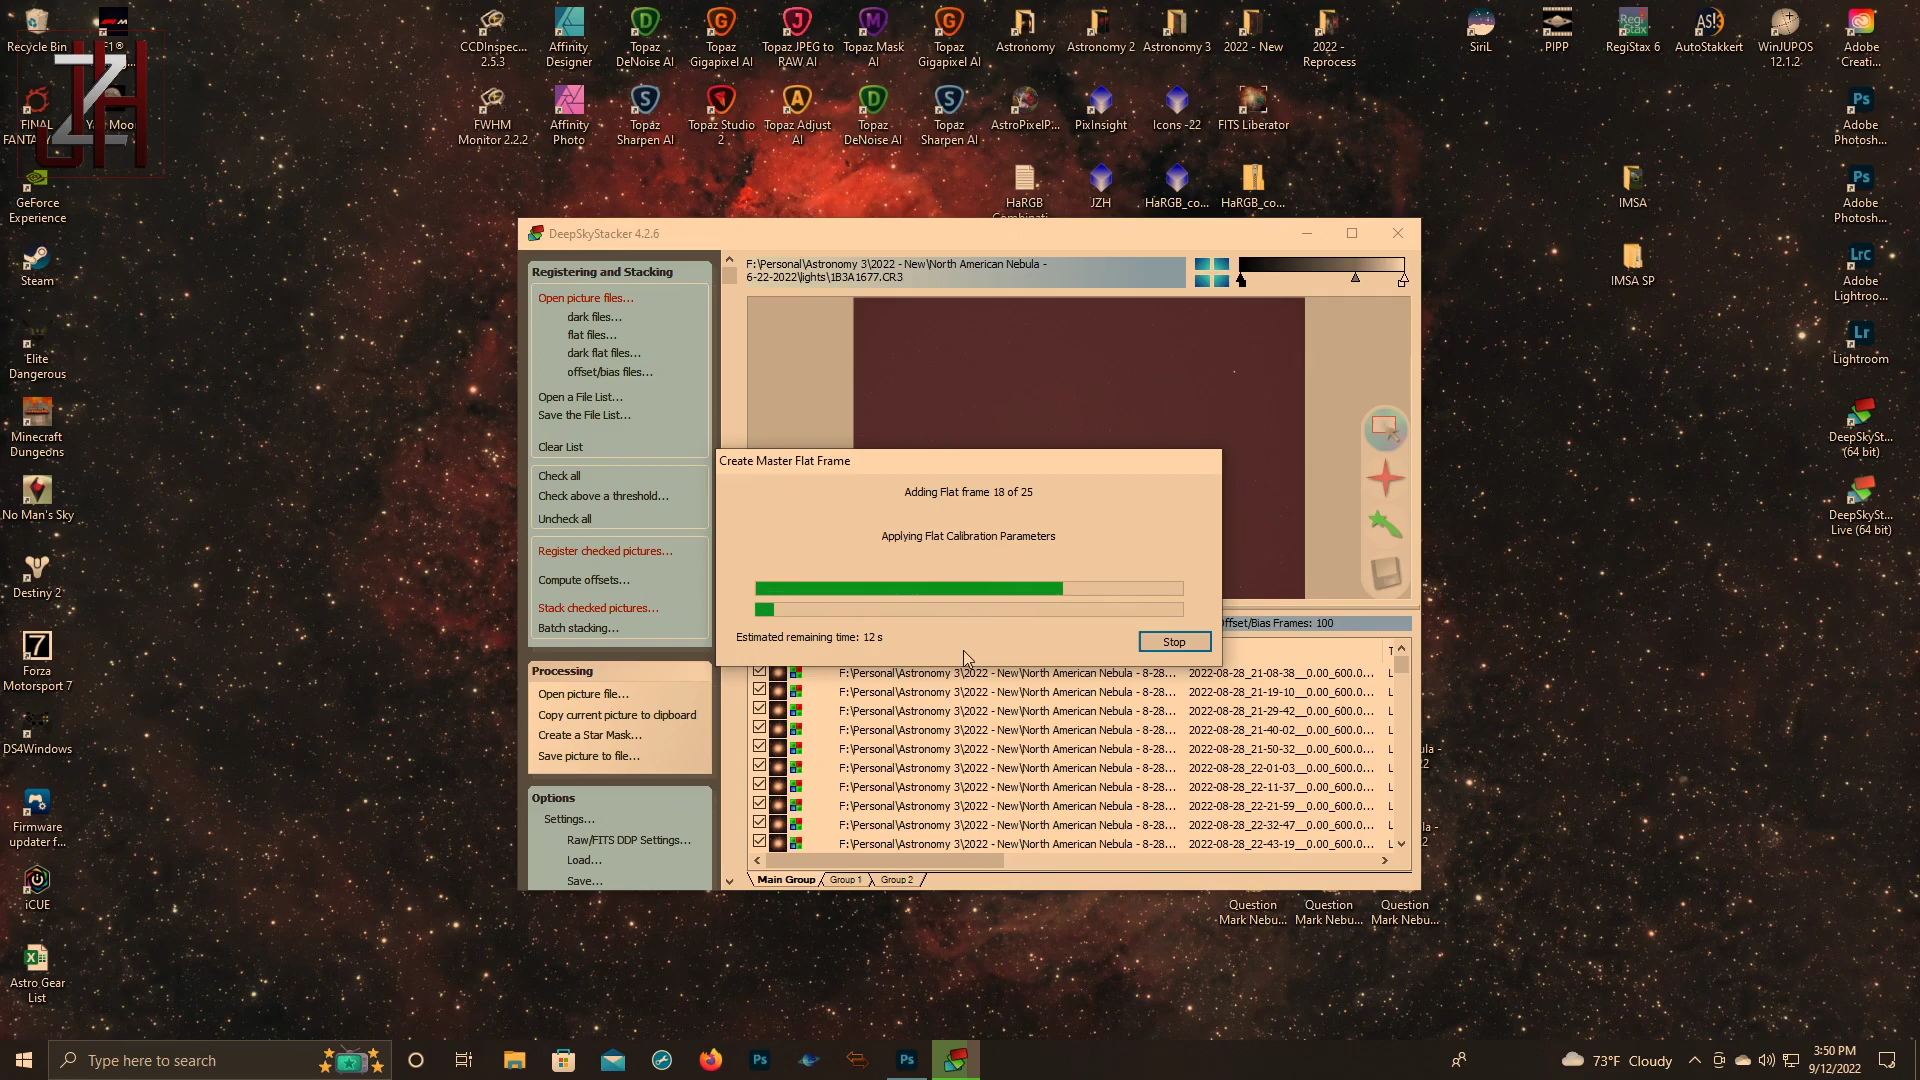 Recycle Bin
F1®
CCDInspec...
2.5.3
Affinity
Designer
Topaz
DeNoise AI
Topaz
Gigapixel AI
Topaz JPEG to
RAW AI
Topaz Mask
AI
Topaz
Gigapixel AI
Astronomy
Astronomy 2
Astronomy 3
2022 - New
2022 -
Reprocess
SiriL
PIPP
RegiStax 6
AutoStakkert
WinJUPOS
12.1.2
Adobe
Creati...
FINAL
FWHM
Monitor 2.2.2
Affinity
Photo
Topaz
Sharpen AI
Topaz Studio
2
Topaz Adjust
AI
Topaz
DeNoise AI
Topaz
Sharpen AI
AstroPixelP...
PixInsight
Icons -22
FITS Liberator
Adobe
Photosh...
GeForce
Experience
HaRGB
JZH
HaRGB_co...
HaRGB_co...
IMSA
Adobe
Photosh...
Steam
IMSA SP
Adobe
Lightroo...
Elite
Dangerous
Lightroom
Minecraft
Dungeons
DeepSkySt...
(64 bit)
No Man's Sky
DeepSkySt...
Live (64 bit)
Destiny 2
Forza
Motorsport 7
DS4Windows
Firmware
updater f...
iCUE
Astro Gear
List
DeepSkyStacker 4.2.6
Registering and Stacking
Open picture files...
dark files...
flat files...
dark flat files...
offset/bias files...
Open a File List...
Save the File List...
Clear List
Check all
Check above a threshold...
Uncheck all
Register checked pictures...
Compute offsets...
Stack checked pictures...
Batch stacking...
Processing
Open picture file...
Copy current picture to clipboard
Create a Star Mask...
Save picture to file...
Options
Settings...
Raw/FITS DDP Settings...
Load...
Save...
F:\Personal\Astronomy 3\2022 - New\North American Nebula -
6-22-2022\lights\1B3A1677.CR3
Create Master Flat Frame
Adding Flat frame 18 of 25
Applying Flat Calibration Parameters
Estimated remaining time: 12 s
Stop
Offset/Bias Frames: 100
F:\Personal\Astronomy 3\2022 - New\North American Nebula - 8-28... 2022-08-28_21-08-38__0.00_600.0... L
F:\Personal\Astronomy 3\2022 - New\North American Nebula - 8-28... 2022-08-28_21-19-10__0.00_600.0... L
F:\Personal\Astronomy 3\2022 - New\North American Nebula - 8-28... 2022-08-28_21-29-42__0.00_600.0... L
F:\Personal\Astronomy 3\2022 - New\North American Nebula - 8-28... 2022-08-28_21-40-02__0.00_600.0... L
F:\Personal\Astronomy 3\2022 - New\North American Nebula - 8-28... 2022-08-28_21-50-32__0.00_600.0... L
F:\Personal\Astronomy 3\2022 - New\North American Nebula - 8-28... 2022-08-28_22-01-03__0.00_600.0... L
F:\Personal\Astronomy 3\2022 - New\North American Nebula - 8-28... 2022-08-28_22-11-37__0.00_600.0... L
F:\Personal\Astronomy 3\2022 - New\North American Nebula - 8-28... 2022-08-28_22-21-59__0.00_600.0... L
F:\Personal\Astronomy 3\2022 - New\North American Nebula - 8-28... 2022-08-28_22-32-47__0.00_600.0... L
F:\Personal\Astronomy 3\2022 - New\North American Nebula - 8-28... 2022-08-28_22-43-19__0.00_600.0... L
Main Group Group 1 Group 2
Question
Mark Nebu...
Question
Mark Nebu...
Question
Mark Nebu...
Type here to search
73°F Cloudy
3:50 PM
9/12/2022